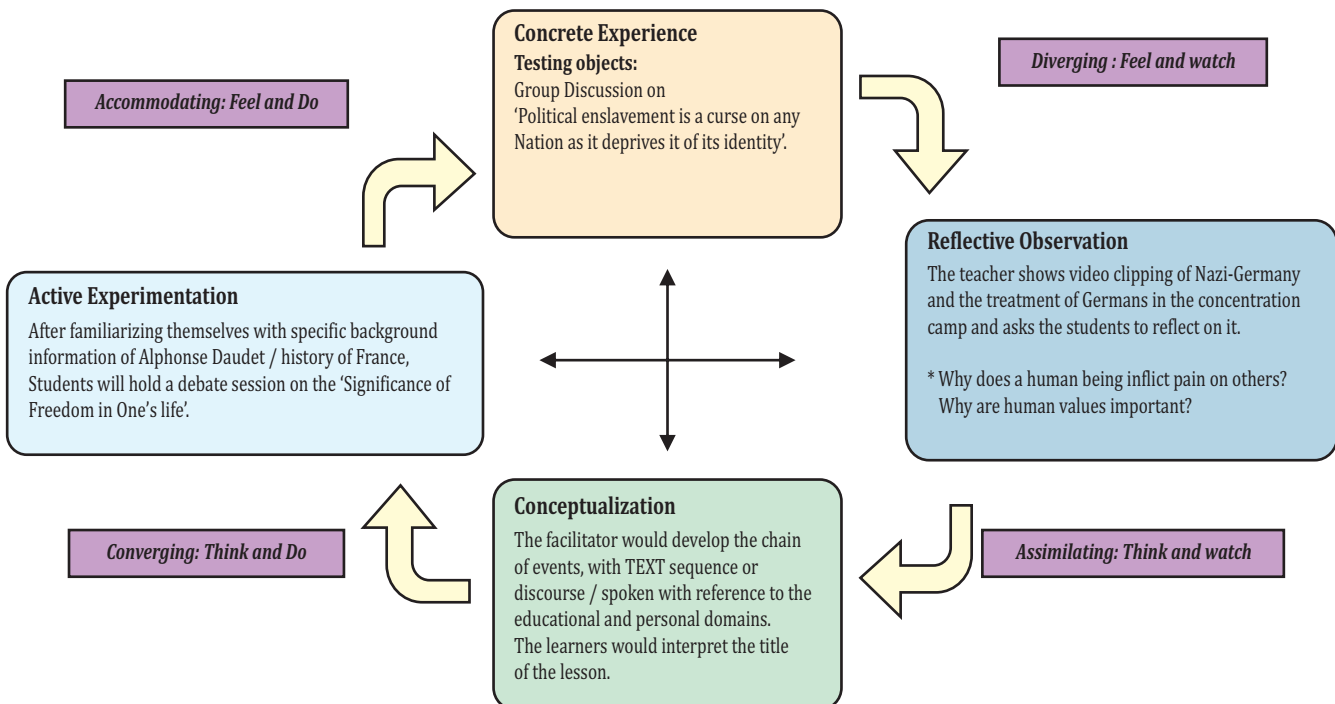 Concrete Experience
Testing objects:
Group Discussion on
‘Political enslavement is a curse on any
Nation as it deprives it of its identity’.
Diverging : Feel and watch
Accommodating: Feel and Do
Reflective Observation
The teacher shows video clipping of Nazi-Germany
and the treatment of Germans in the concentration
camp and asks the students to reflect on it.
* Why does a human being inflict pain on others?
Why are human values important?
Active Experimentation
After familiarizing themselves with specific background
information of Alphonse Daudet / history of France,
Students will hold a debate session on the ‘Significance of
Freedom in One’s life’.
Conceptualization
The facilitator would develop the chain
of events, with TEXT sequence or
discourse / spoken with reference to the
educational and personal domains.
The learners would interpret the title
of the lesson.
Assimilating: Think and watch
Converging: Think and Do